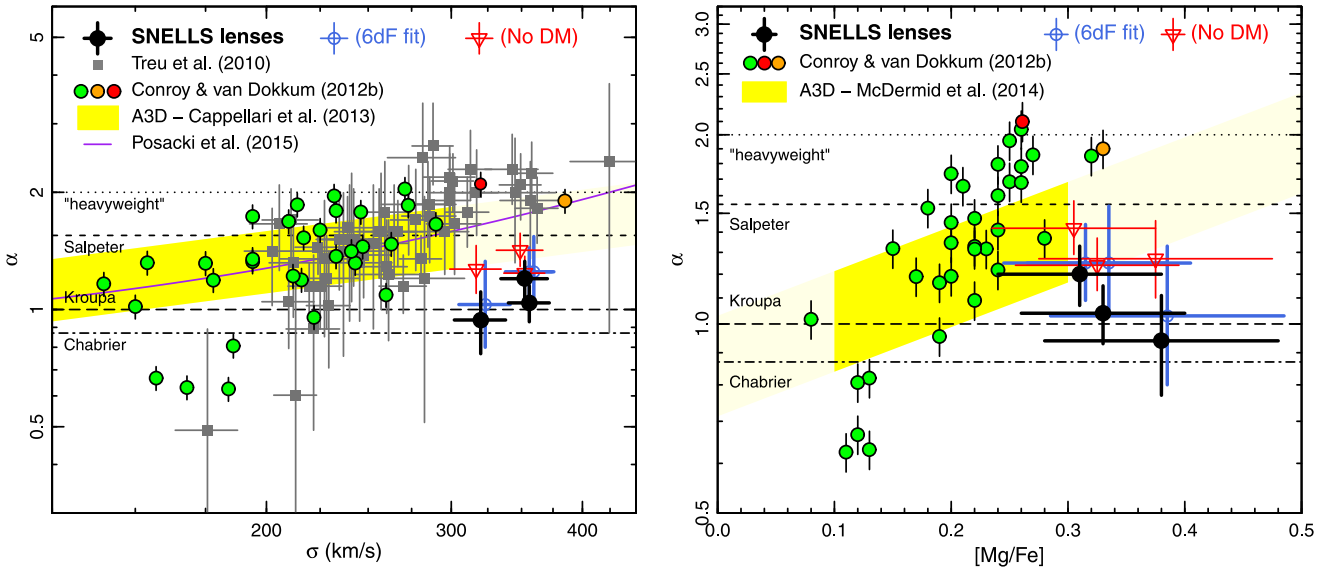 SNELLS lenses (6dF fit) (No DM)
Treu et al. (2010)
Conroy & van Dokkum (2012b)
A3D − Cappellari et al. (2013)
Posacki et al. (2015)
"heavyweight"
Salpeter
Kroupa
Chabrier
5
2
1
0.5
α
200 300 400
σ (km/s)
SNELLS lenses (6dF fit) (No DM)
Conroy & van Dokkum (2012b)
A3D − McDermid et al. (2014)
"heavyweight"
Salpeter
Kroupa
Chabrier
3.0
2.5
2.0
1.5
1.0
0.5
α
0.0 0.1 0.2 0.3 0.4 0.5
[Mg/Fe]